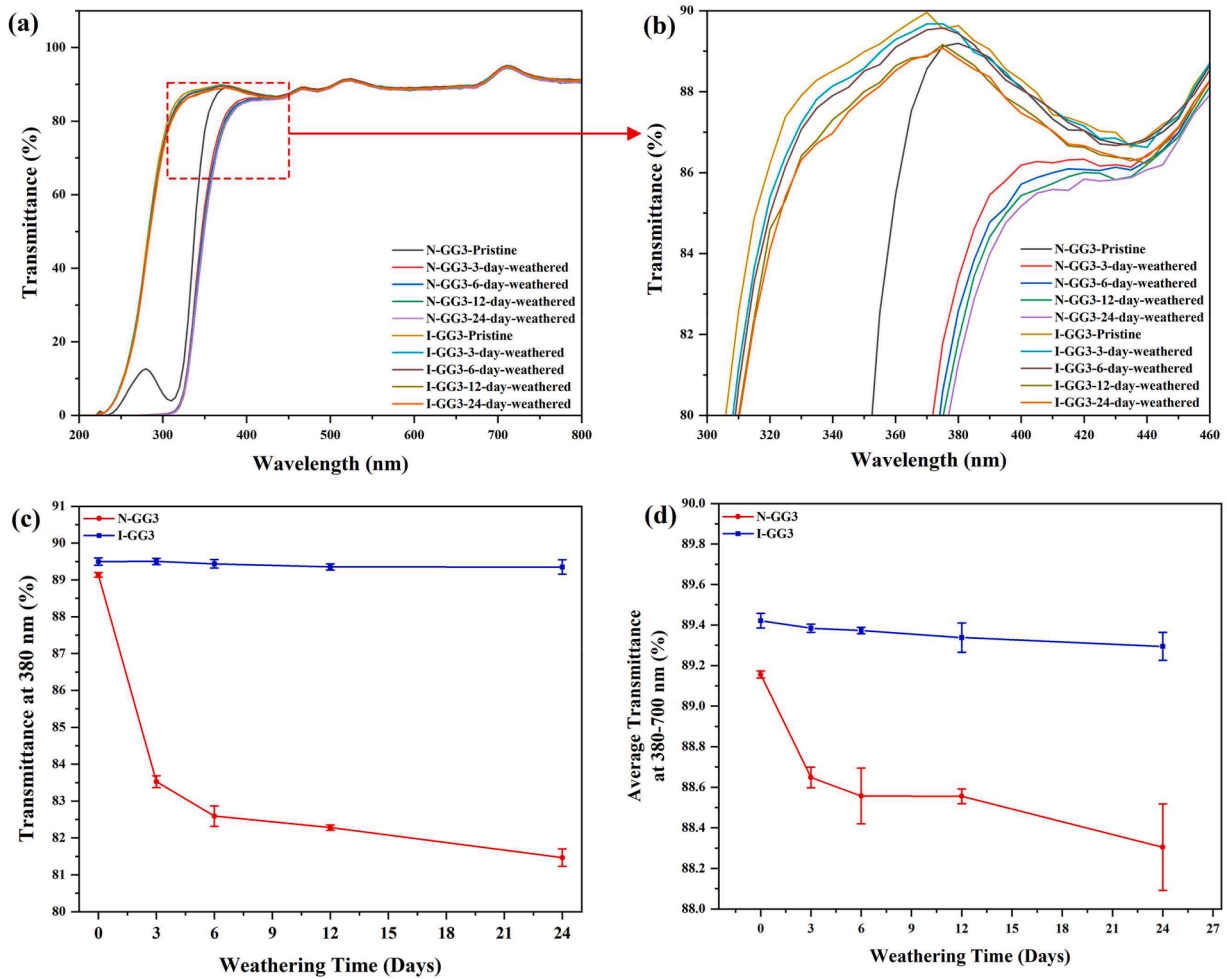 (a)
100
80
60
40
20
0
200
300
400
500
600
700
800
Transmittance (%)
Wavelength (nm)
N-GG3-Pristine
N-GG3-3-day-weathered
N-GG3-6-day-weathered
N-GG3-12-day-weathered
N-GG3-24-day-weathered
I-GG3-Pristine
I-GG3-3-day-weathered
I-GG3-6-day-weathered
I-GG3-12-day-weathered
I-GG3-24-day-weathered
(b)
90
88
86
84
82
80
300
320
340
360
380
400
420
440
460
Transmittance (%)
Wavelength (nm)
N-GG3-Pristine
N-GG3-3-day-weathered
N-GG3-6-day-weathered
N-GG3-12-day-weathered
N-GG3-24-day-weathered
I-GG3-Pristine
I-GG3-3-day-weathered
I-GG3-6-day-weathered
I-GG3-12-day-weathered
I-GG3-24-day-weathered
(c)
N-GG3
I-GG3
91
90
89
88
87
86
85
84
83
82
81
80
0
3
6
9
12
15
18
21
24
Transmittance at 380 nm (%)
Weathering Time (Days)
(d)
N-GG3
I-GG3
90.0
89.8
89.6
89.4
89.2
89.0
88.8
88.6
88.4
88.2
88.0
0
3
6
9
12
15
18
21
24
27
Average Transmittance
at 380-700 nm (%)
Weathering Time (Days)